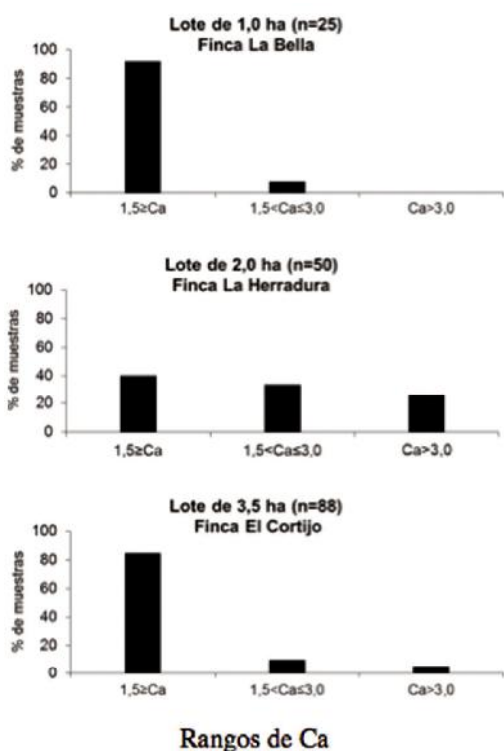 Lote de 1,0 ha (n=25)
Finca La Bella
% de muestras
100
80
60
40
20
0
1,5≥Ca
1,5<Ca≤3,0
Ca>3,0
Lote de 2,0 ha (n=50)
Finca La Herradura
% de muestras
100
80
60
40
20
0
1,5≥Ca
1,5<Ca≤3,0
Ca>3,0
Lote de 3,5 ha (n=88)
Finca El Cortijo
% de muestras
100
80
60
40
20
0
1,5≥Ca
1,5<Ca≤3,0
Ca>3,0
Rangos de Ca